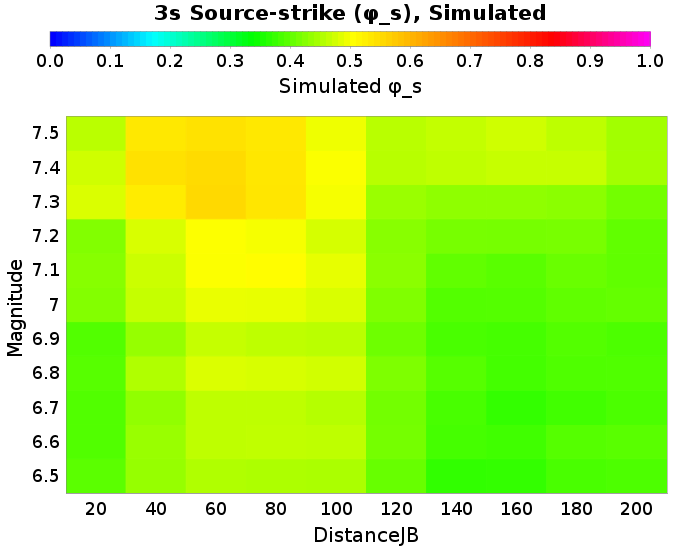 3s Source-strike (φ_s), Simulated
0.0 0.1 0.2 0.3 0.4 0.5 0.6 0.7 0.8 0.9 1.0
Simulated φ_s
Magnitude
7.5
7.4
7.3
7.2
7.1
7
6.9
6.8
6.7
6.6
6.5
20 40 60 80 100 120 140 160 180 200
DistanceJB